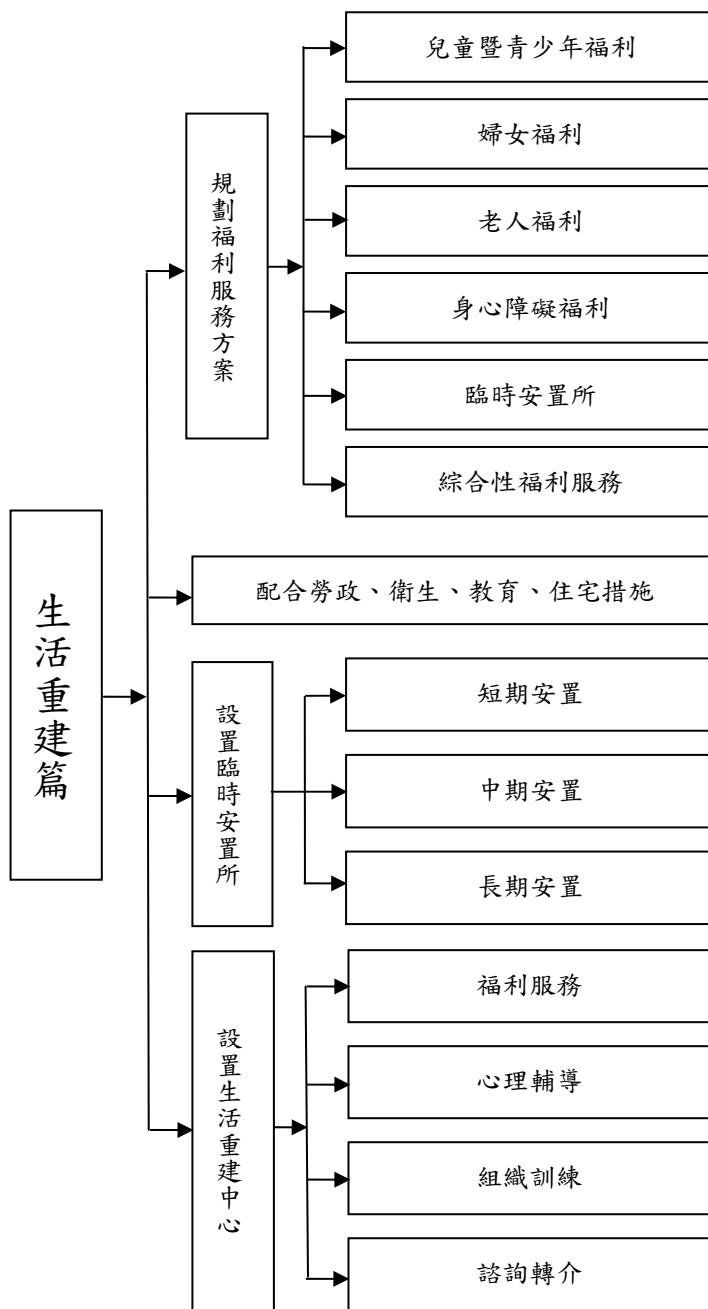 生活重建篇
規劃福利服務方案
兒童暨青少年福利
婦女福利
老人福利
身心障礙福利
臨時安置所
綜合性福利服務
配合勞政、衛生、教育、住宅措施
設置臨時安置所
短期安置
中期安置
長期安置
設置生活重建中心
福利服務
心理輔導
組織訓練
諮詢轉介